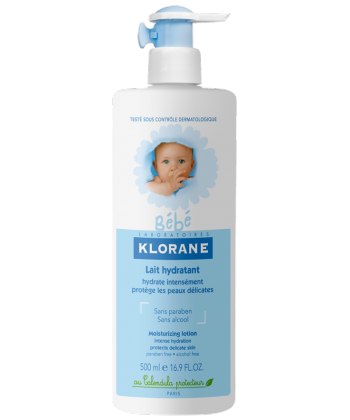 TESTÉ SOUS CONTRÔLE DERMATOLOGIQUE
Bébé
LABORATOIRES
KLORANE
Lait hydratant
hydrate intensément
protège les peaux délicates
Sans paraben
Sans alcool
Moisturizing lotion
intense hydration
protects delicate skin
paraben free • alcohol free
500 ml e 16.9 FL. OZ.
au Calendula protecteur
PARIS